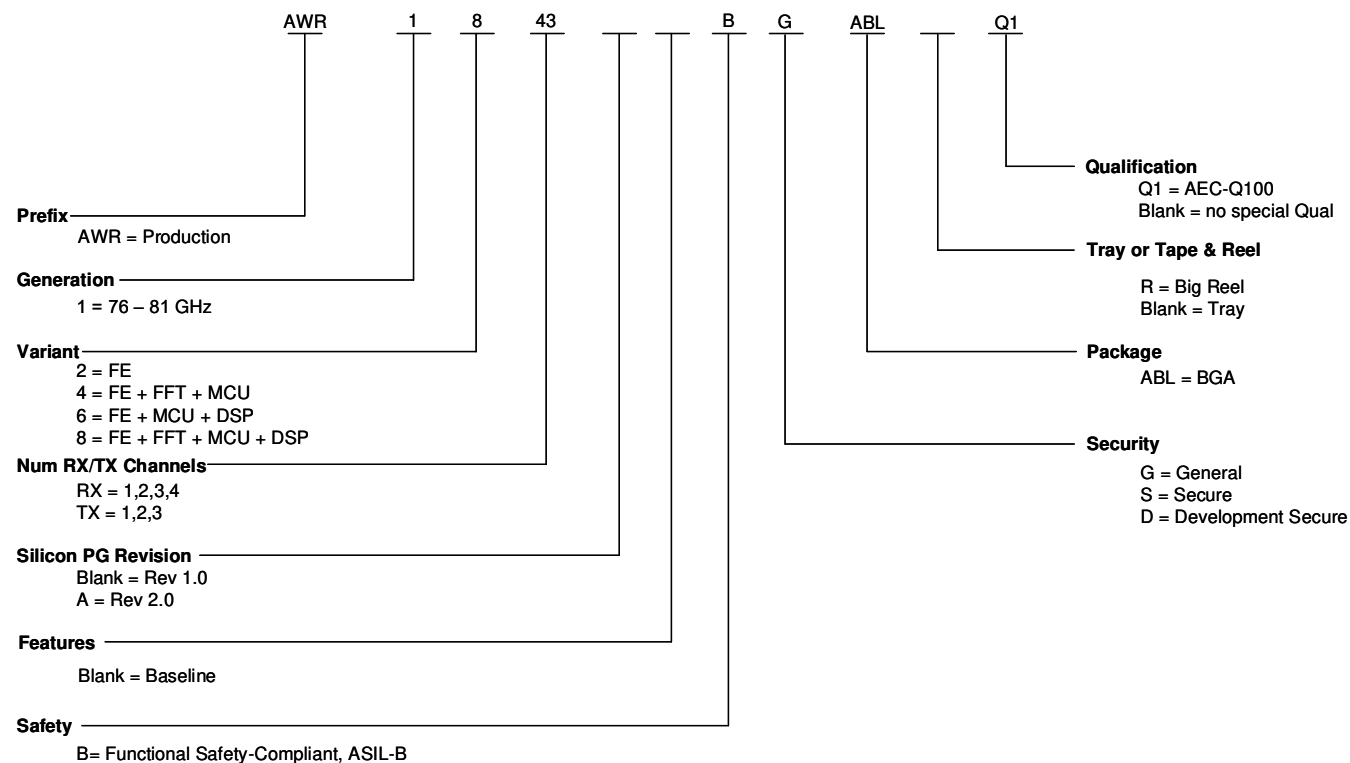 AWR 1 8 43 B G ABL Q1
Prefix
AWR = Production
Generation
1 = 76 – 81 GHz
Variant
2 = FE
4 = FE + FFT + MCU
6 = FE + MCU + DSP
8 = FE + FFT + MCU + DSP
Num RX/TX Channels
RX = 1,2,3,4
TX = 1,2,3
Silicon PG Revision
Blank = Rev 1.0
A = Rev 2.0
Features
Blank = Baseline
Safety
B= Functional Safety-Compliant, ASIL-B
Qualification
Q1 = AEC-Q100
Blank = no special Qual
Tray or Tape & Reel
R = Big Reel
Blank = Tray
Package
ABL = BGA
Security
G = General
S = Secure
D = Development Secure